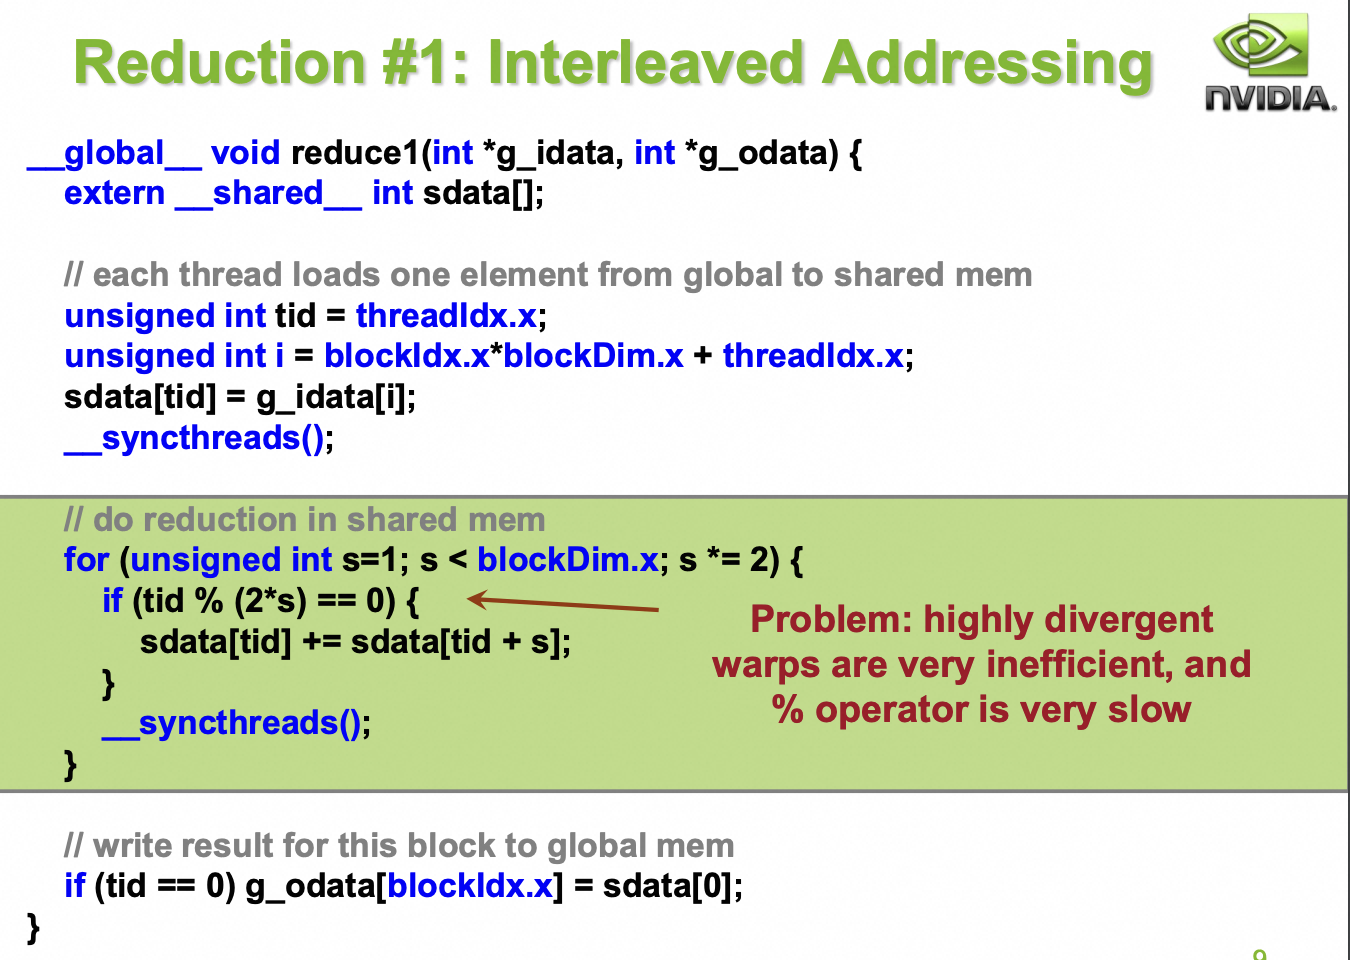 Reduction #1: Interleaved Addressing
NVIDIA.
__global__ void reduce1(int *g_idata, int *g_odata) {
extern __shared__ int sdata[];
// each thread loads one element from global to shared mem
unsigned int tid = threadIdx.x;
unsigned int i = blockIdx.x*blockDim.x + threadIdx.x;
sdata[tid] = g_idata[i];
__syncthreads();
// do reduction in shared mem
for (unsigned int s=1; s < blockDim.x; s *= 2) {
if (tid % (2*s) == 0) {
sdata[tid] += sdata[tid + s];
}
__syncthreads();
}
Problem: highly divergent
warps are very inefficient, and
% operator is very slow
// write result for this block to global mem
if (tid == 0) g_odata[blockIdx.x] = sdata[0];
}